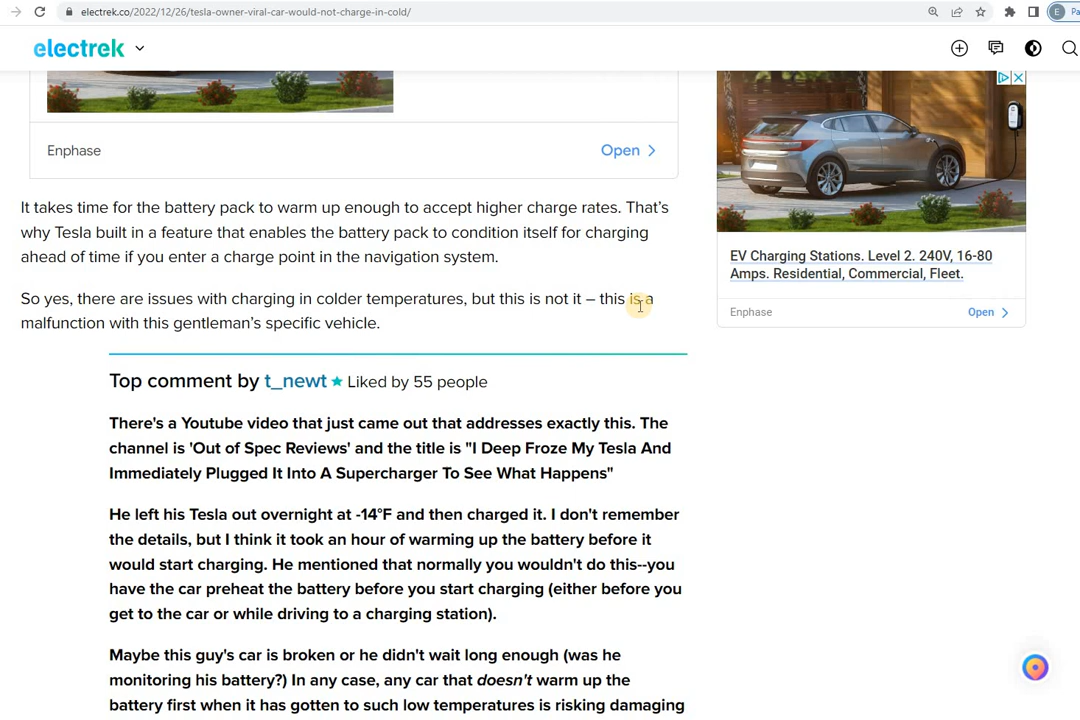 electrek.co/2022/12/26/tesla-owner-viral-car-would-not-charge-in-cold/
E
Pa
electrek
Enphase
Open
It takes time for the battery pack to warm up enough to accept higher charge rates. That’s
why Tesla built in a feature that enables the battery pack to condition itself for charging
ahead of time if you enter a charge point in the navigation system.
So yes, there are issues with charging in colder temperatures, but this is not it – this is a
malfunction with this gentleman’s specific vehicle.
Top comment by t_newt ★ Liked by 55 people
There's a Youtube video that just came out that addresses exactly this. The
channel is 'Out of Spec Reviews' and the title is "I Deep Froze My Tesla And
Immediately Plugged It Into A Supercharger To See What Happens"
He left his Tesla out overnight at -14°F and then charged it. I don't remember
the details, but I think it took an hour of warming up the battery before it
would start charging. He mentioned that normally you wouldn't do this--you
have the car preheat the battery before you start charging (either before you
get to the car or while driving to a charging station).
Maybe this guy's car is broken or he didn't wait long enough (was he
monitoring his battery?) In any case, any car that doesn't warm up the
battery first when it has gotten to such low temperatures is risking damaging
EV Charging Stations. Level 2. 240V, 16-80
Amps. Residential, Commercial, Fleet.
Enphase
Open